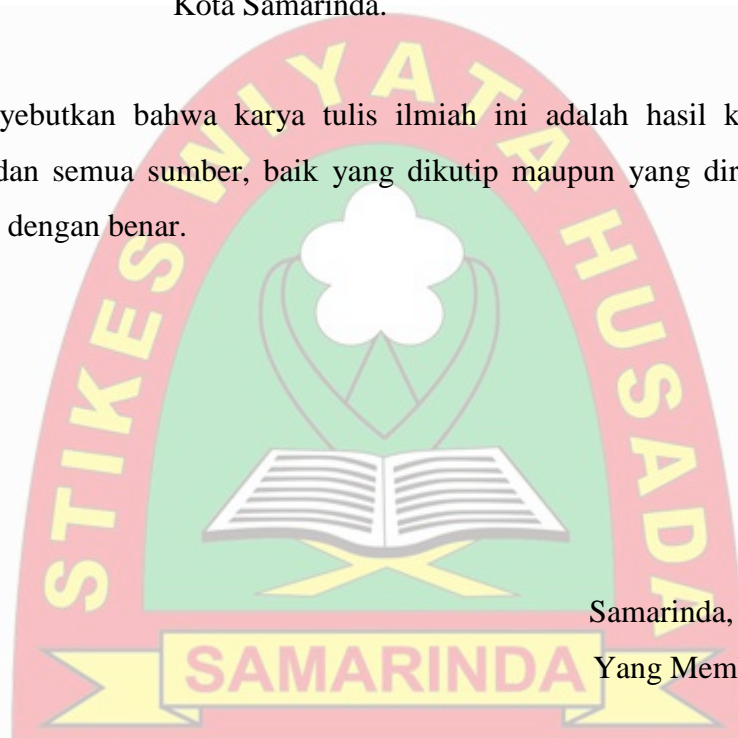 Kota Samarinda.
yebutkan bahwa karya tulis ilmiah ini adalah hasil k
dan semua sumber, baik yang dikutip maupun yang dir
dengan benar.
STIKES WIYATA HUSADA
SAMARINDA
Samarinda,
Yang Mem